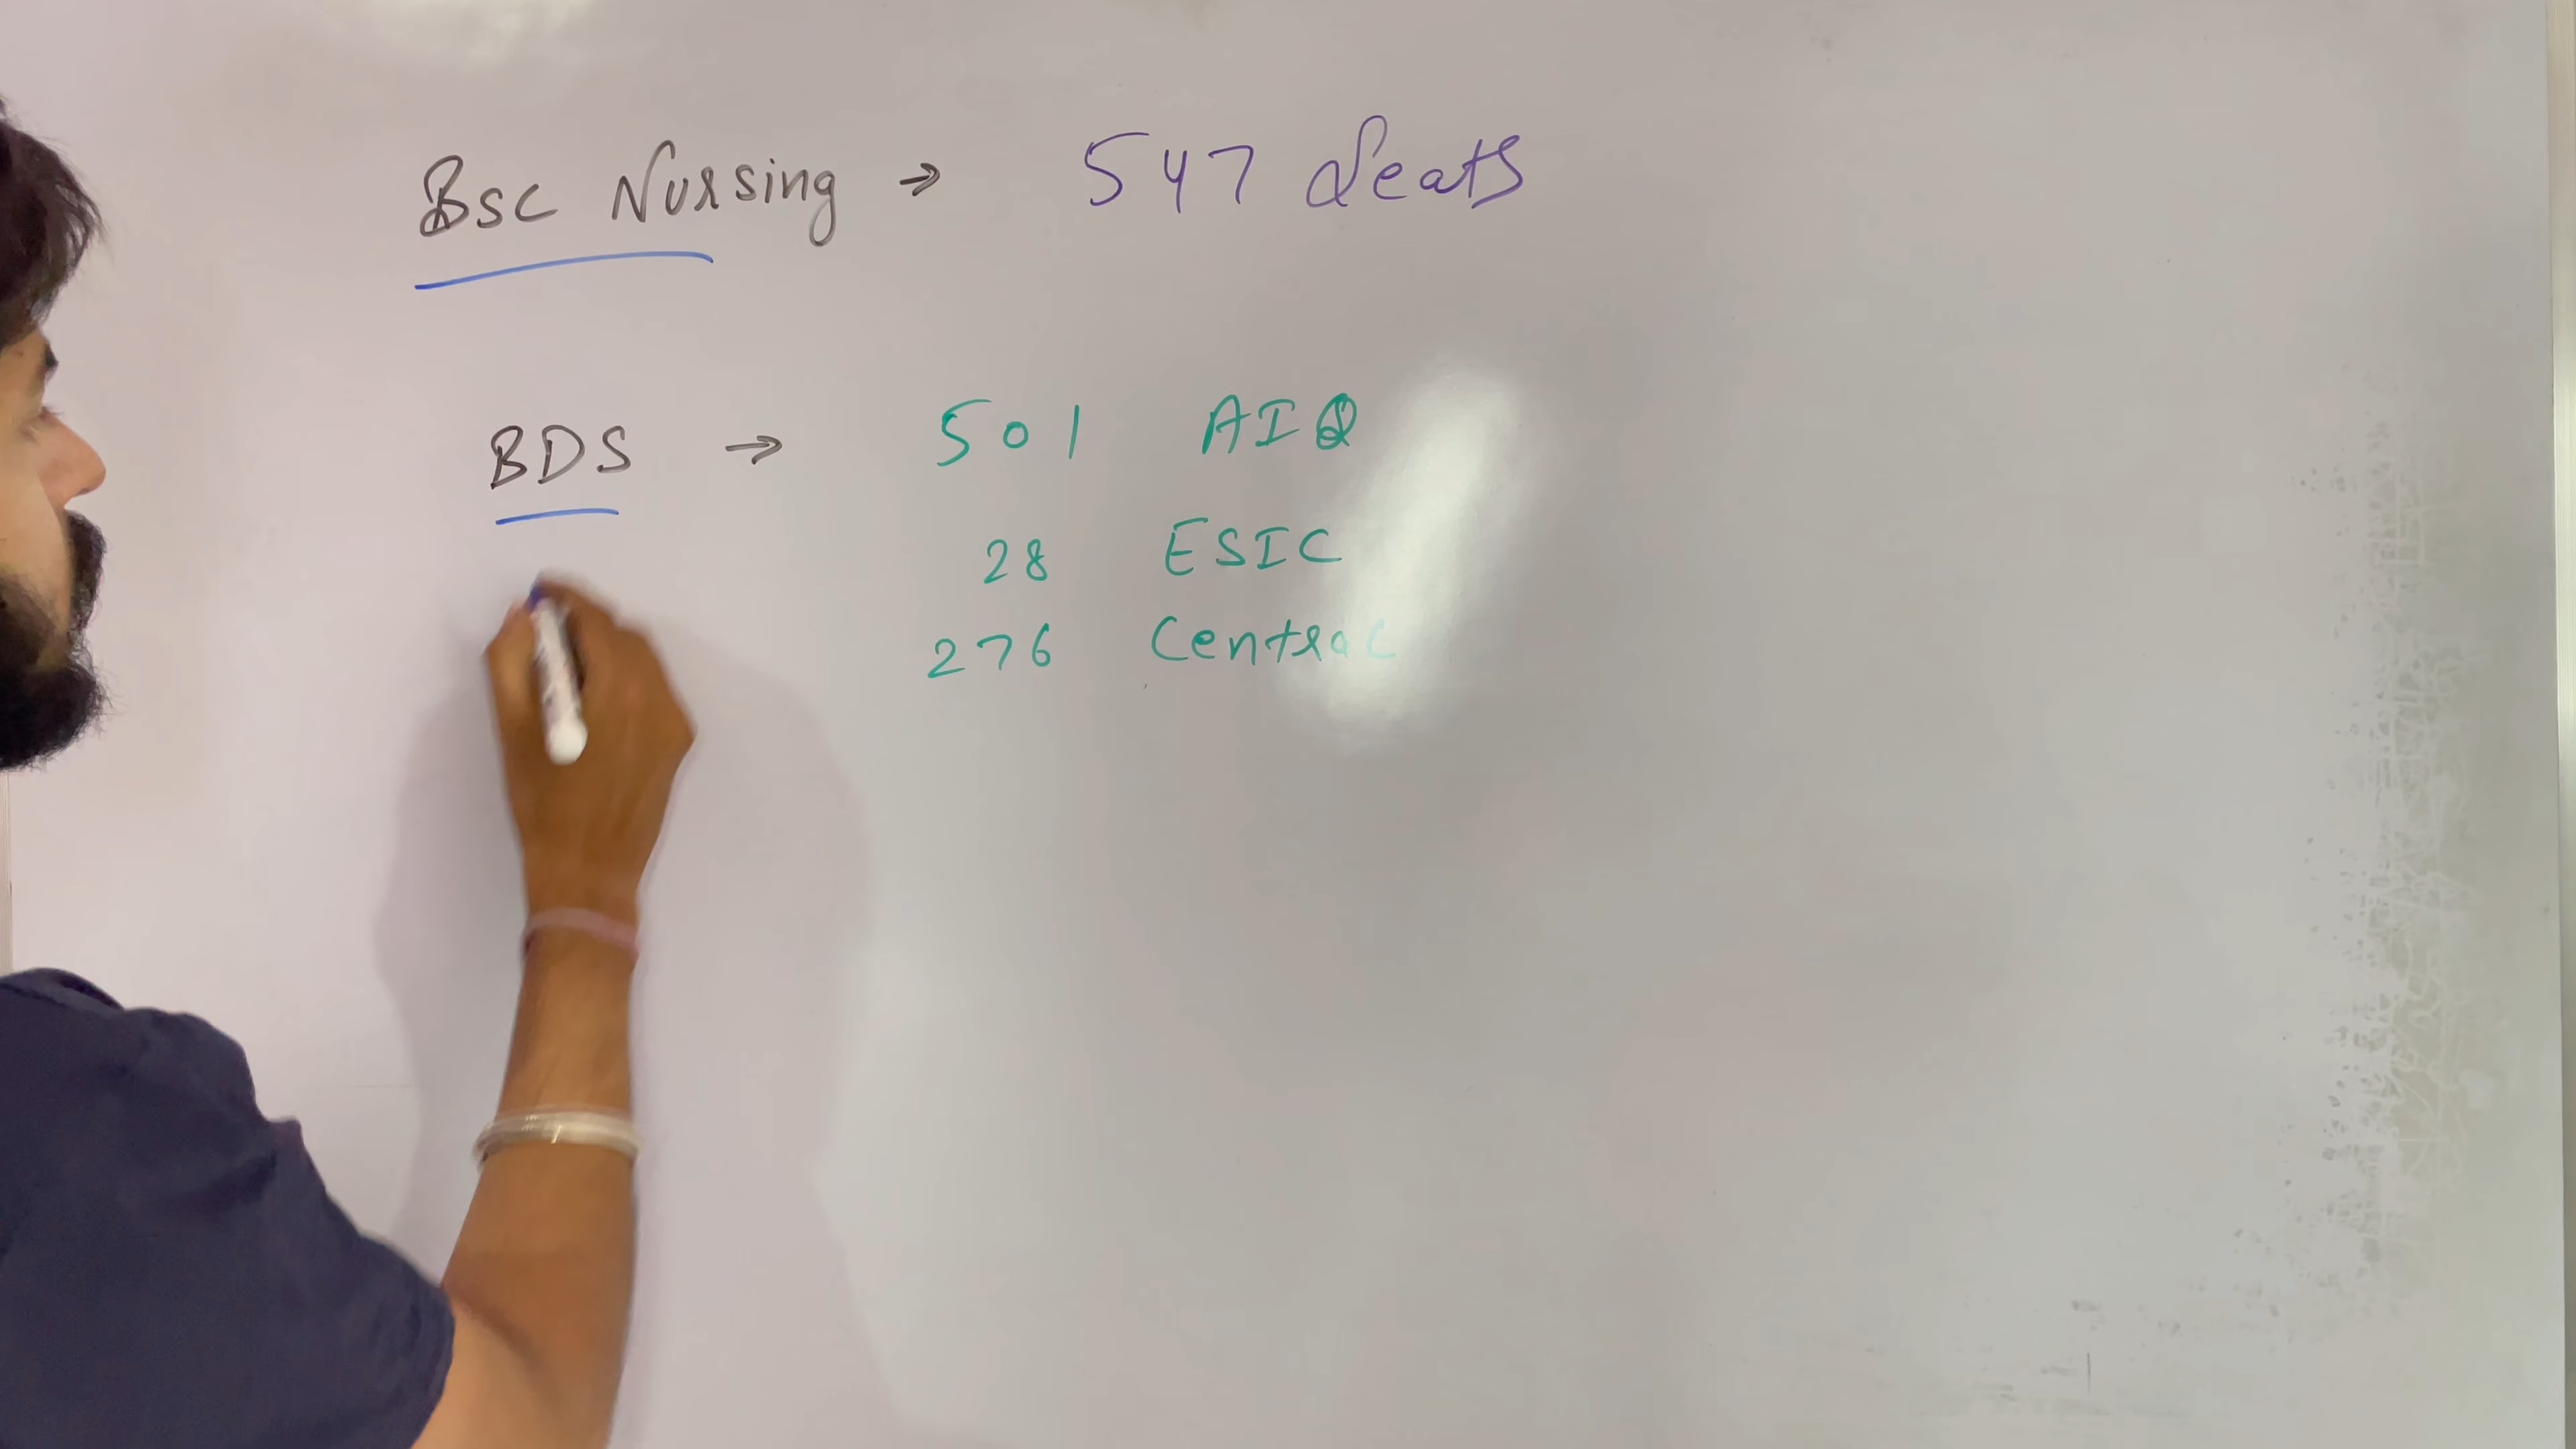 Bsc Nursing → 547 Seats
BDS → 501 AIQ
28 ESIC
276 Central